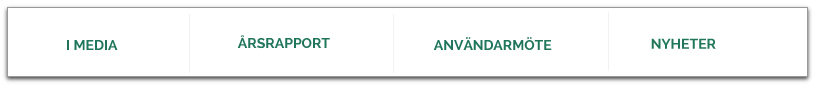 I MEDIA
ÅRSRAPPORT
ANVÄNDARMÖTE
NYHETER